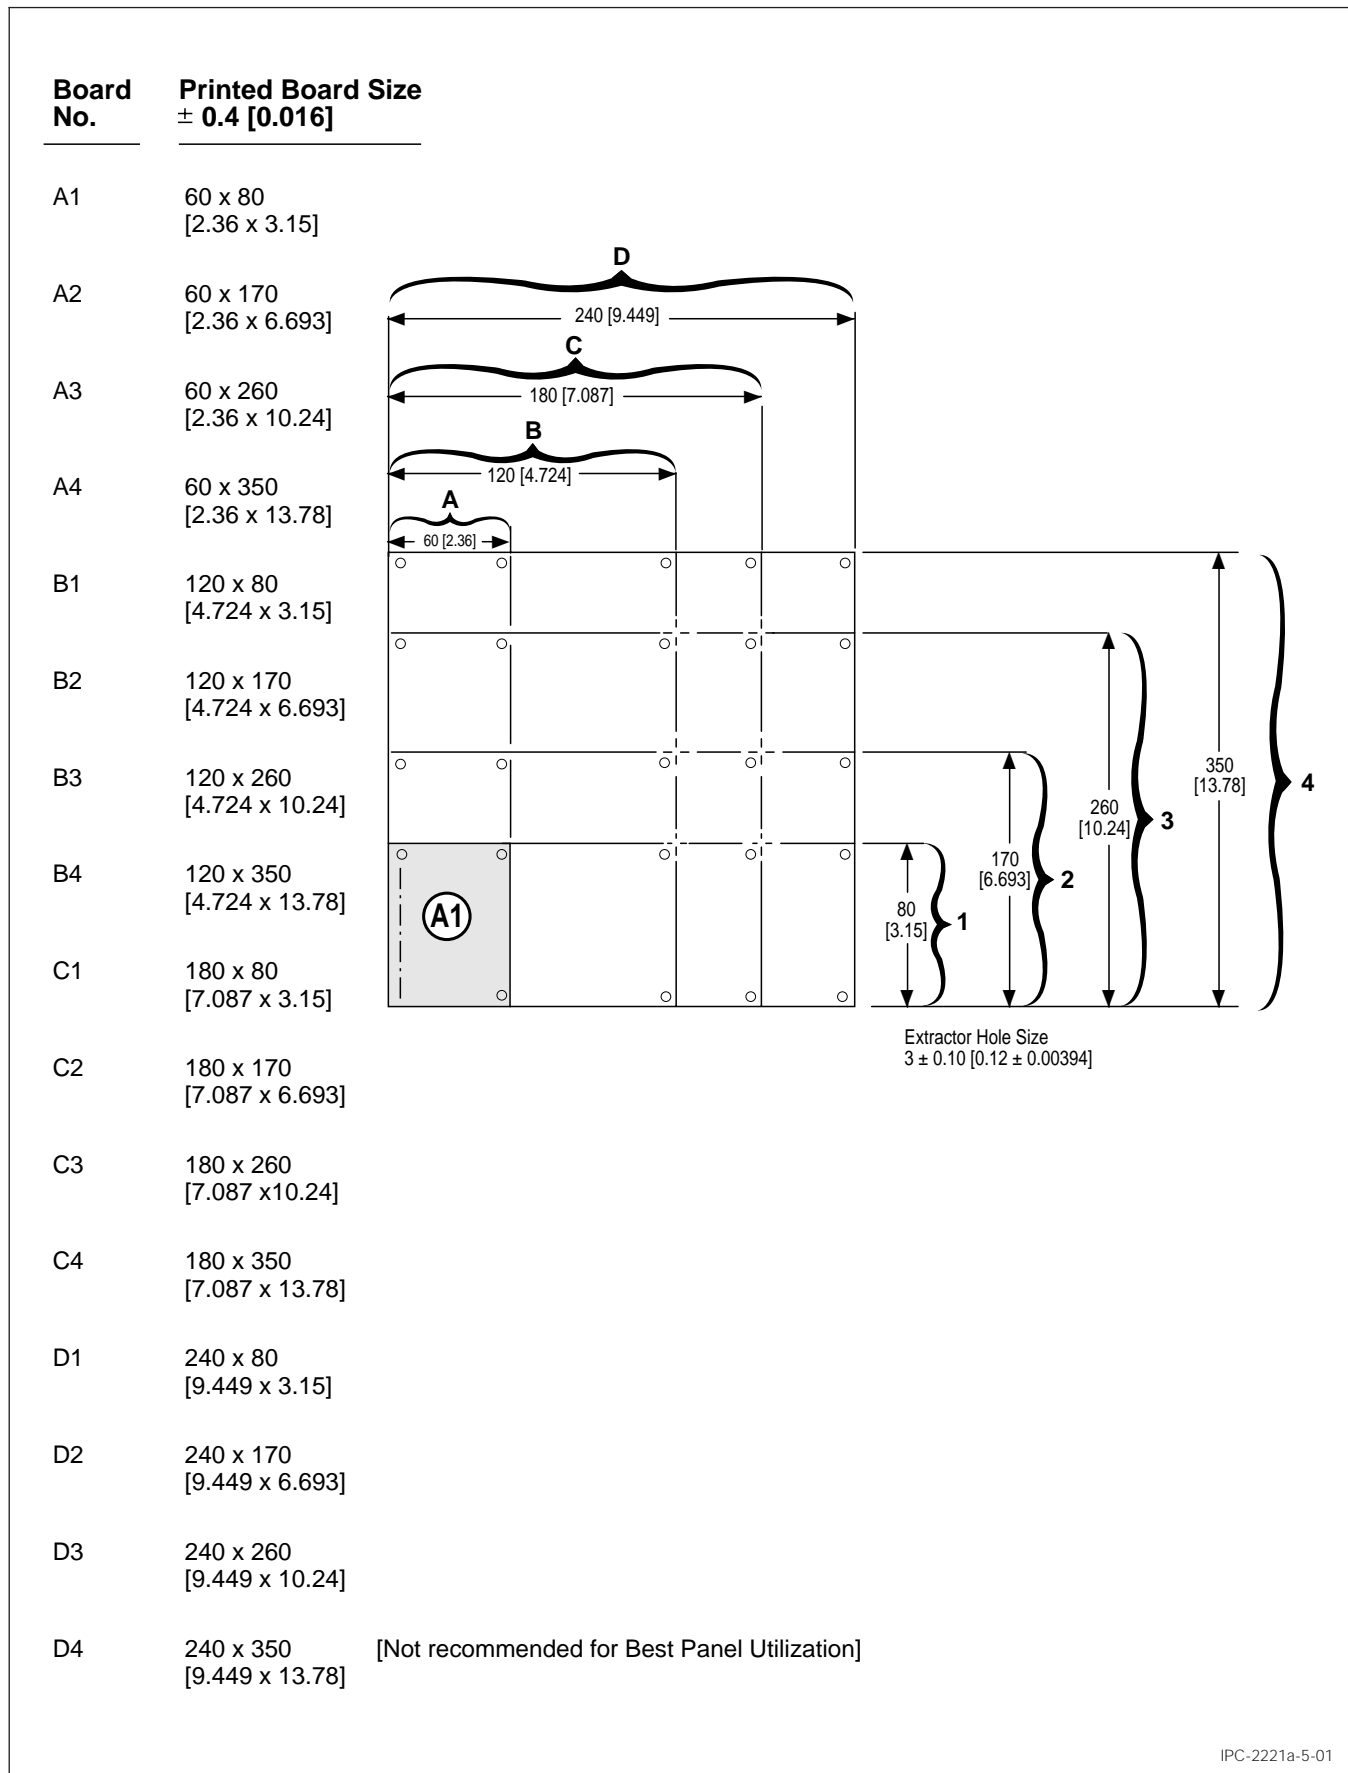 Board No.
Printed Board Size
± 0.4 [0.016]
A1
60 x 80
[2.36 x 3.15]
A2
60 x 170
[2.36 x 6.693]
A3
60 x 260
[2.36 x 10.24]
A4
60 x 350
[2.36 x 13.78]
B1
120 x 80
[4.724 x 3.15]
B2
120 x 170
[4.724 x 6.693]
B3
120 x 260
[4.724 x 10.24]
B4
120 x 350
[4.724 x 13.78]
C1
180 x 80
[7.087 x 3.15]
C2
180 x 170
[7.087 x 6.693]
C3
180 x 260
[7.087 x10.24]
C4
180 x 350
[7.087 x 13.78]
D1
240 x 80
[9.449 x 3.15]
D2
240 x 170
[9.449 x 6.693]
D3
240 x 260
[9.449 x 10.24]
D4
240 x 350 [Not recommended for Best Panel Utilization]
[9.449 x 13.78]
D
240 [9.449]
C
180 [7.087]
B
120 [4.724]
A
60 [2.36]
A1
80
[3.15]
1
170
[6.693]
2
260
[10.24]
3
350
[13.78]
4
Extractor Hole Size
3 ± 0.10 [0.12 ± 0.00394]
IPC-2221a-5-01